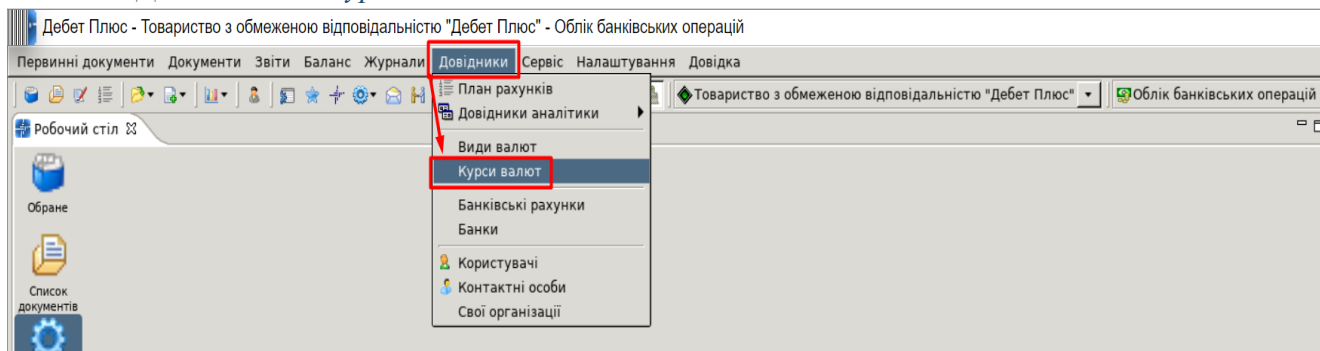 Дебет Плюс - Товариство з обмеженою відповідальністю "Дебет Плюс" - Облік банківських операцій
Первинні документи Документи Звіти Баланс Журнали Довідники Сервіс Налаштування Довідка
Товариство з обмеженою відповідальністю "Дебет Плюс" Облік банківських операцій
Робочий стіл
План рахунків
Довідники аналітики
Види валют
Курси валют
Банківські рахунки
Банки
Користувачі
Контактні особи
Свої організації
Обране
Список
документів